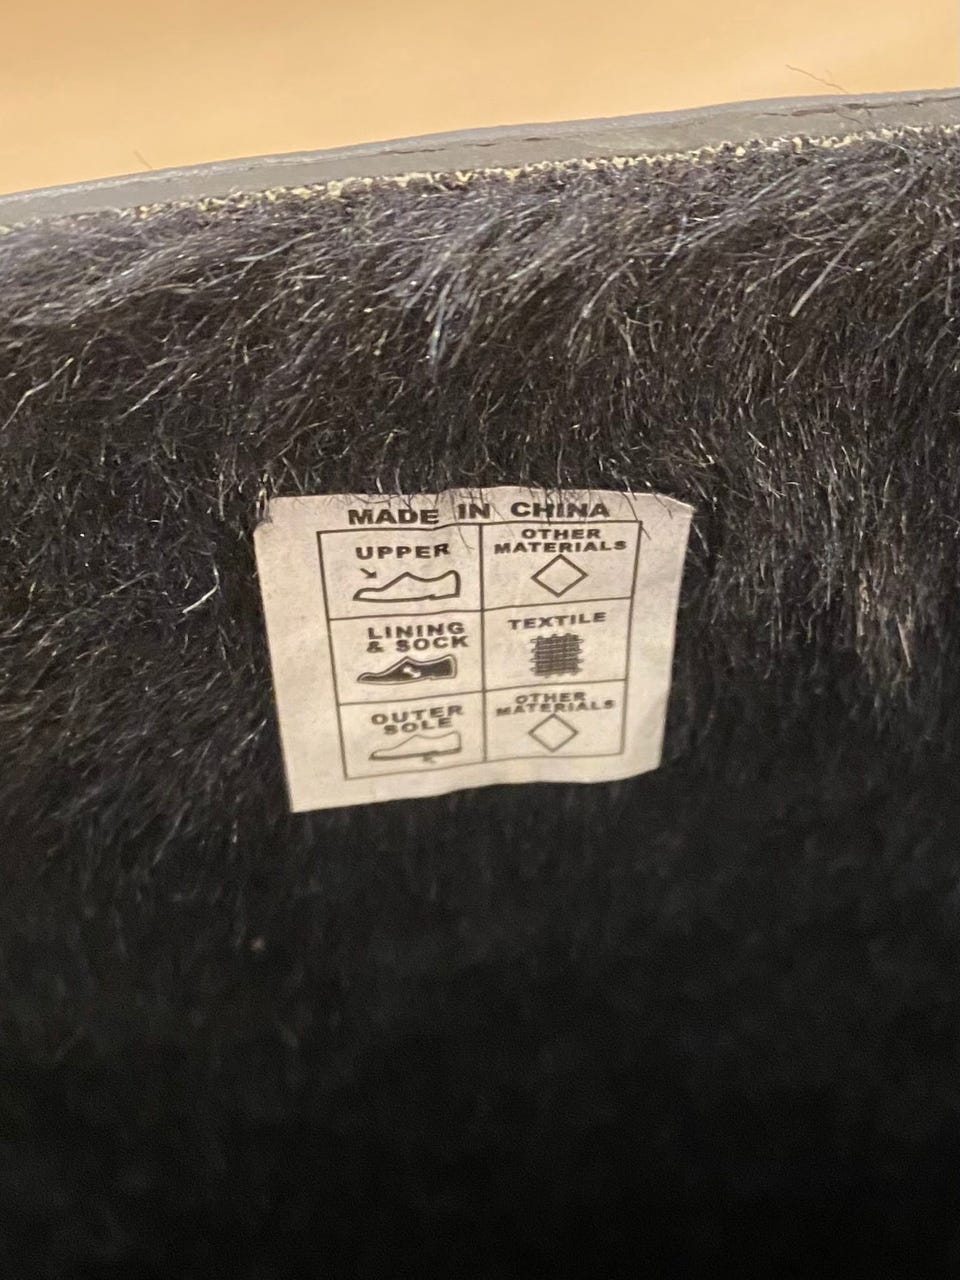 MADE IN CHINA
UPPER
OTHER
MATERIALS
LINING
& SOCK
TEXTILE
OUTER
SOLE
OTHER
MATERIALS